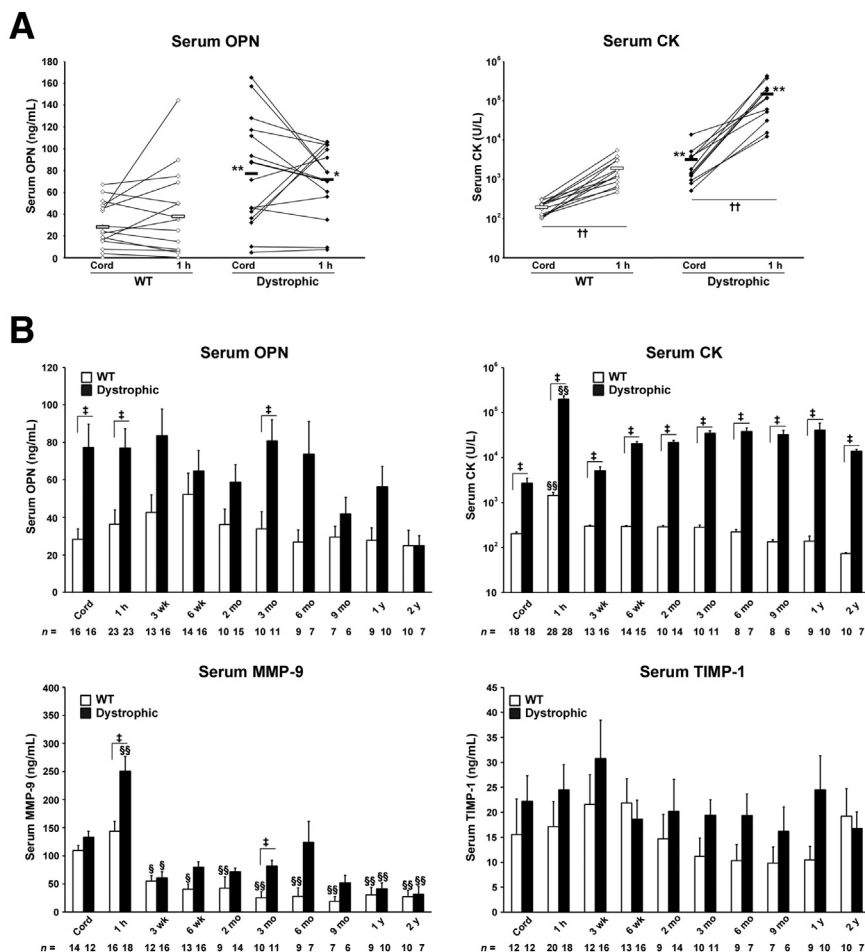 A
Serum OPN
Serum OPN (ng/mL)
180
160
140
120
100
80
60
40
20
0
**
*
Cord
1 h
Cord
1 h
WT
Dystrophic
Serum CK
Serum CK (U/L)
10⁶
10⁵
10⁴
10³
10²
10
**
**
††
††
Cord
1 h
Cord
1 h
WT
Dystrophic
B
Serum OPN
WT
Dystrophic
Serum OPN (ng/mL)
120
100
80
60
40
20
0
‡
‡
‡
Cord
1 h
3 wk
6 wk
2 mo
3 mo
6 mo
9 mo
1 y
2 y
n = 16 16 23 23 13 16 14 16 10 15 10 11 9 7 9 6 9 10 10 7
Serum CK
WT
Dystrophic
Serum CK (U/L)
10⁶
10⁵
10⁴
10³
10²
10
‡
‡
§§
§§
‡
‡
‡
‡
‡
‡
‡
‡
Cord
1 h
3 wk
6 wk
2 mo
3 mo
6 mo
9 mo
1 y
2 y
n = 18 18 28 28 13 16 14 15 10 14 10 11 8 7 8 6 9 10 10 7
Serum MMP-9
WT
Dystrophic
Serum MMP-9 (ng/mL)
400
350
300
250
200
150
100
50
0
‡
§§
§ §
§
§§
‡
§§
§§
§§
§§ §§
§§ §§
Cord
1 h
3 wk
6 wk
2 mo
3 mo
6 mo
9 mo
1 y
2 y
n = 14 12 16 18 12 16 13 16 9 14 10 11 9 7 7 6 9 10 10 7
Serum TIMP-1
WT
Dystrophic
Serum TIMP-1 (ng/mL)
45
40
35
30
25
20
15
10
5
0
Cord
1 h
3 wk
6 wk
2 mo
3 mo
6 mo
9 mo
1 y
2 y
n = 12 12 20 18 12 16 13 16 9 14 10 11 9 7 7 6 9 10 10 7